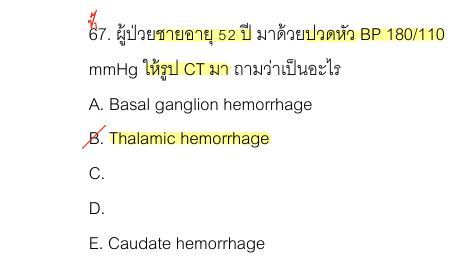 ซ้ำ
67. ผู้ป่วยชายอายุ 52 ปี มาด้วยปวดหัว BP 180/110
mmHg ให้รูป CT มา ถามว่าเป็นอะไร
A. Basal ganglion hemorrhage
B. Thalamic hemorrhage
C.
D.
E. Caudate hemorrhage